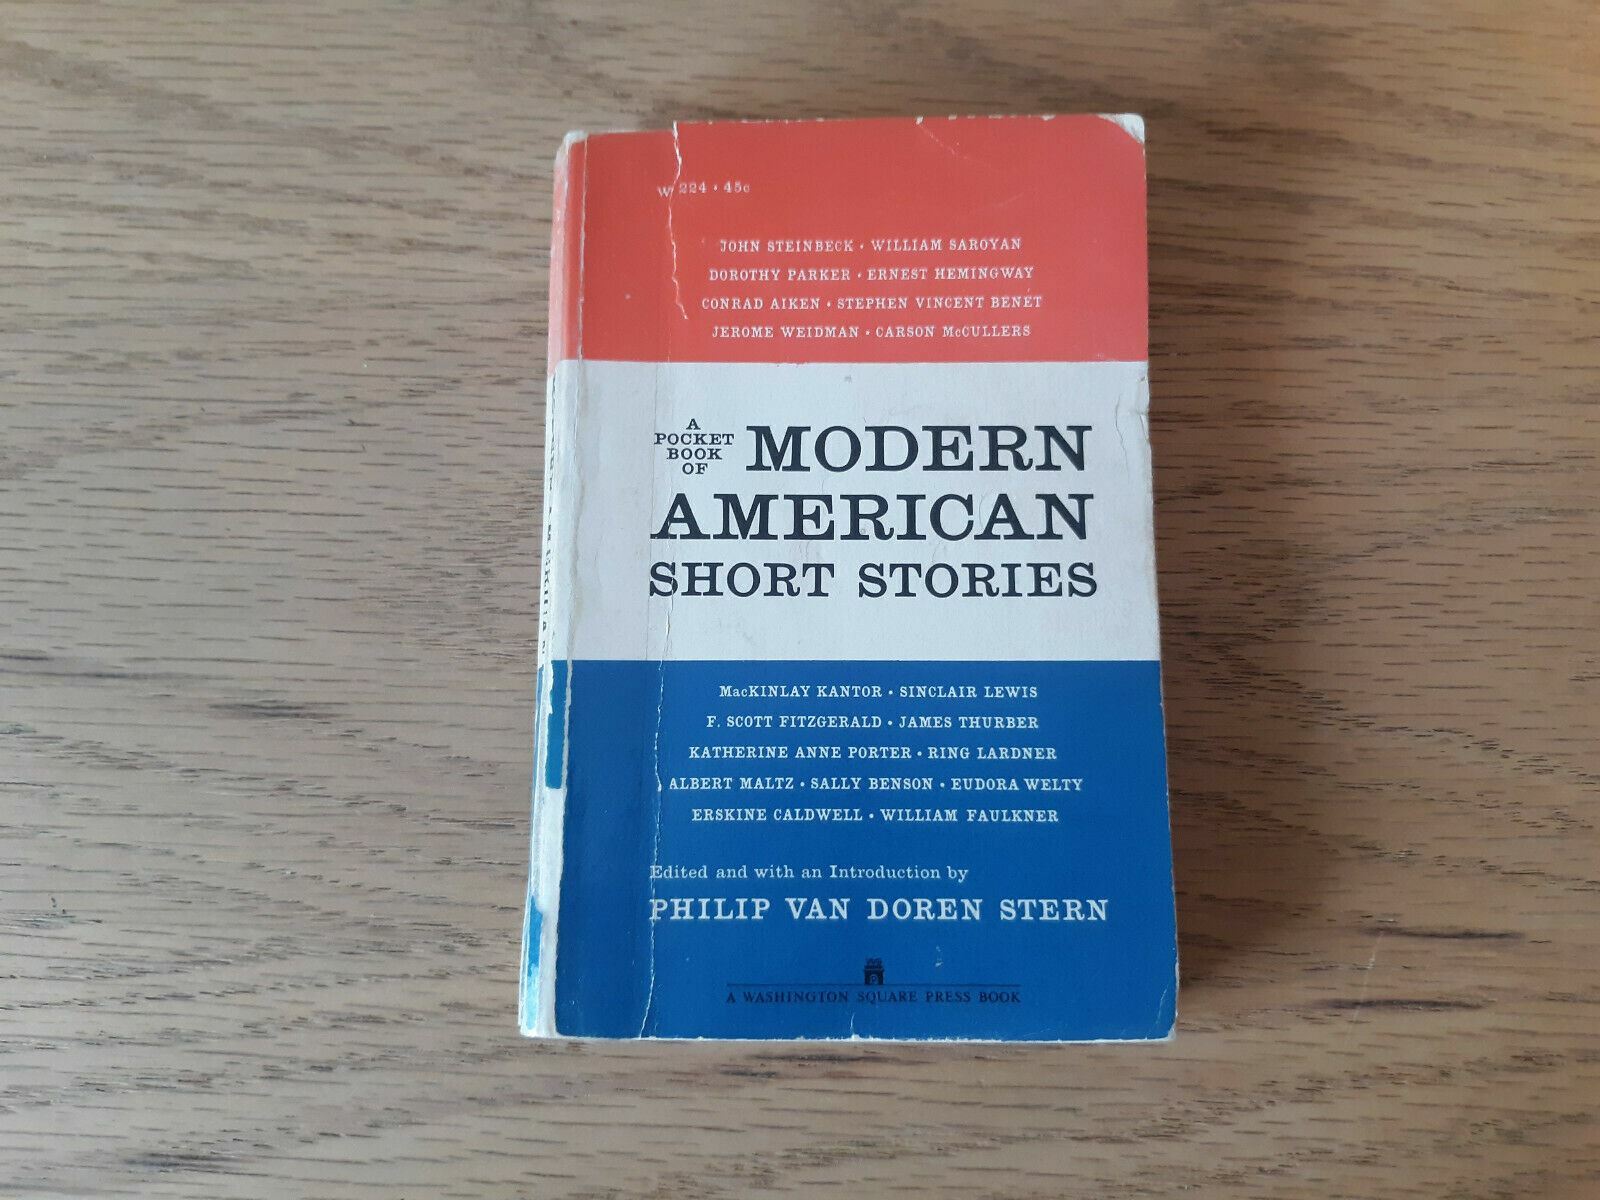 W 224 • 45c
JOHN STEINBECK • WILLIAM SAROYAN
DOROTHY PARKER • ERNEST HEMINGWAY
CONRAD AIKEN • STEPHEN VINCENT BENÉT
JEROME WEIDMAN • CARSON McCULLERS
A
POCKET
BOOK
OF
MODERN
AMERICAN
SHORT STORIES
MacKINLAY KANTOR • SINCLAIR LEWIS
F. SCOTT FITZGERALD • JAMES THURBER
KATHERINE ANNE PORTER • RING LARDNER
ALBERT MALTZ • SALLY BENSON • EUDORA WELTY
ERSKINE CALDWELL • WILLIAM FAULKNER
Edited and with an Introduction by
PHILIP VAN DOREN STERN
A WASHINGTON SQUARE PRESS BOOK